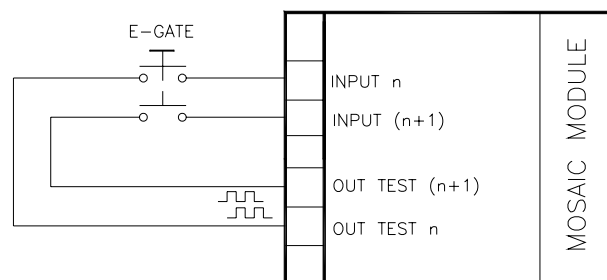 E-GATE
INPUT n
INPUT (n+1)
OUT TEST (n+1)
OUT TEST n
MOSAIC MODULE